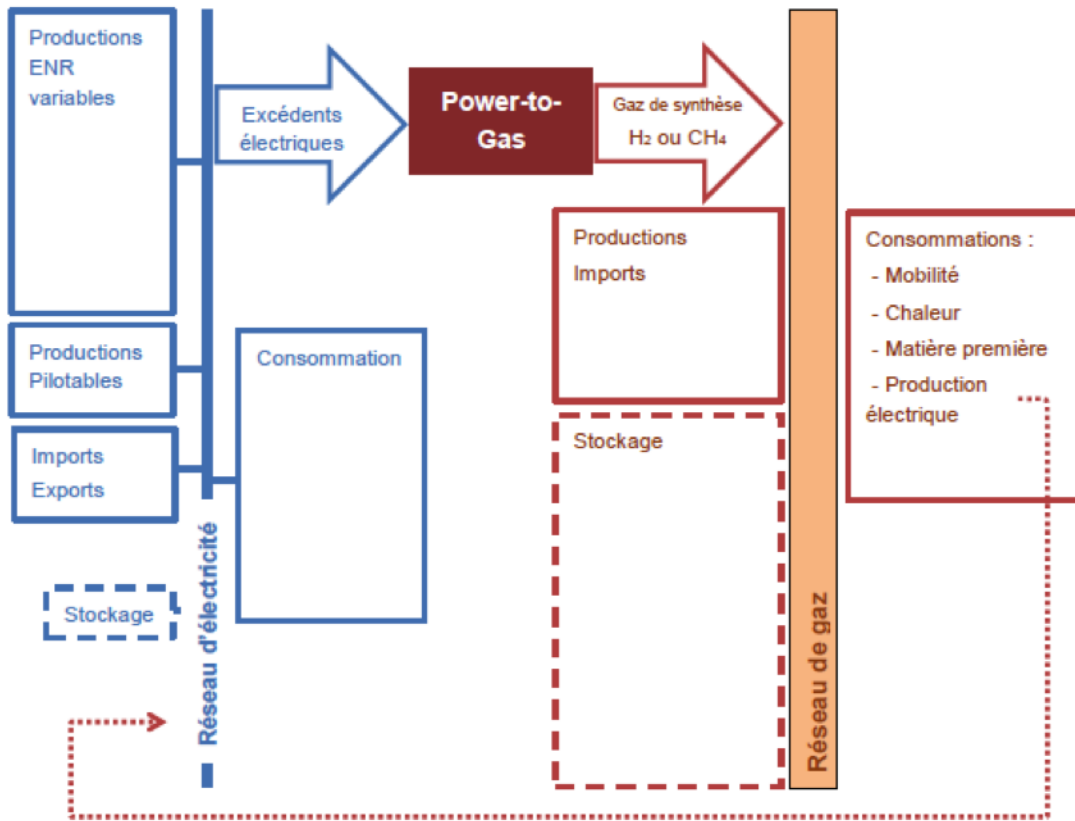 Productions
ENR
variables
Excédents
électriques
Power-to-
Gas
Gaz de synthèse
H₂ ou CH₄
Productions
Imports
Consommations :
- Mobilité
- Chaleur
- Matière première
- Production
électrique
Productions
Pilotables
Consommation
Imports
Exports
Stockage
Stockage
Réseau d'électricité
Réseau de gaz